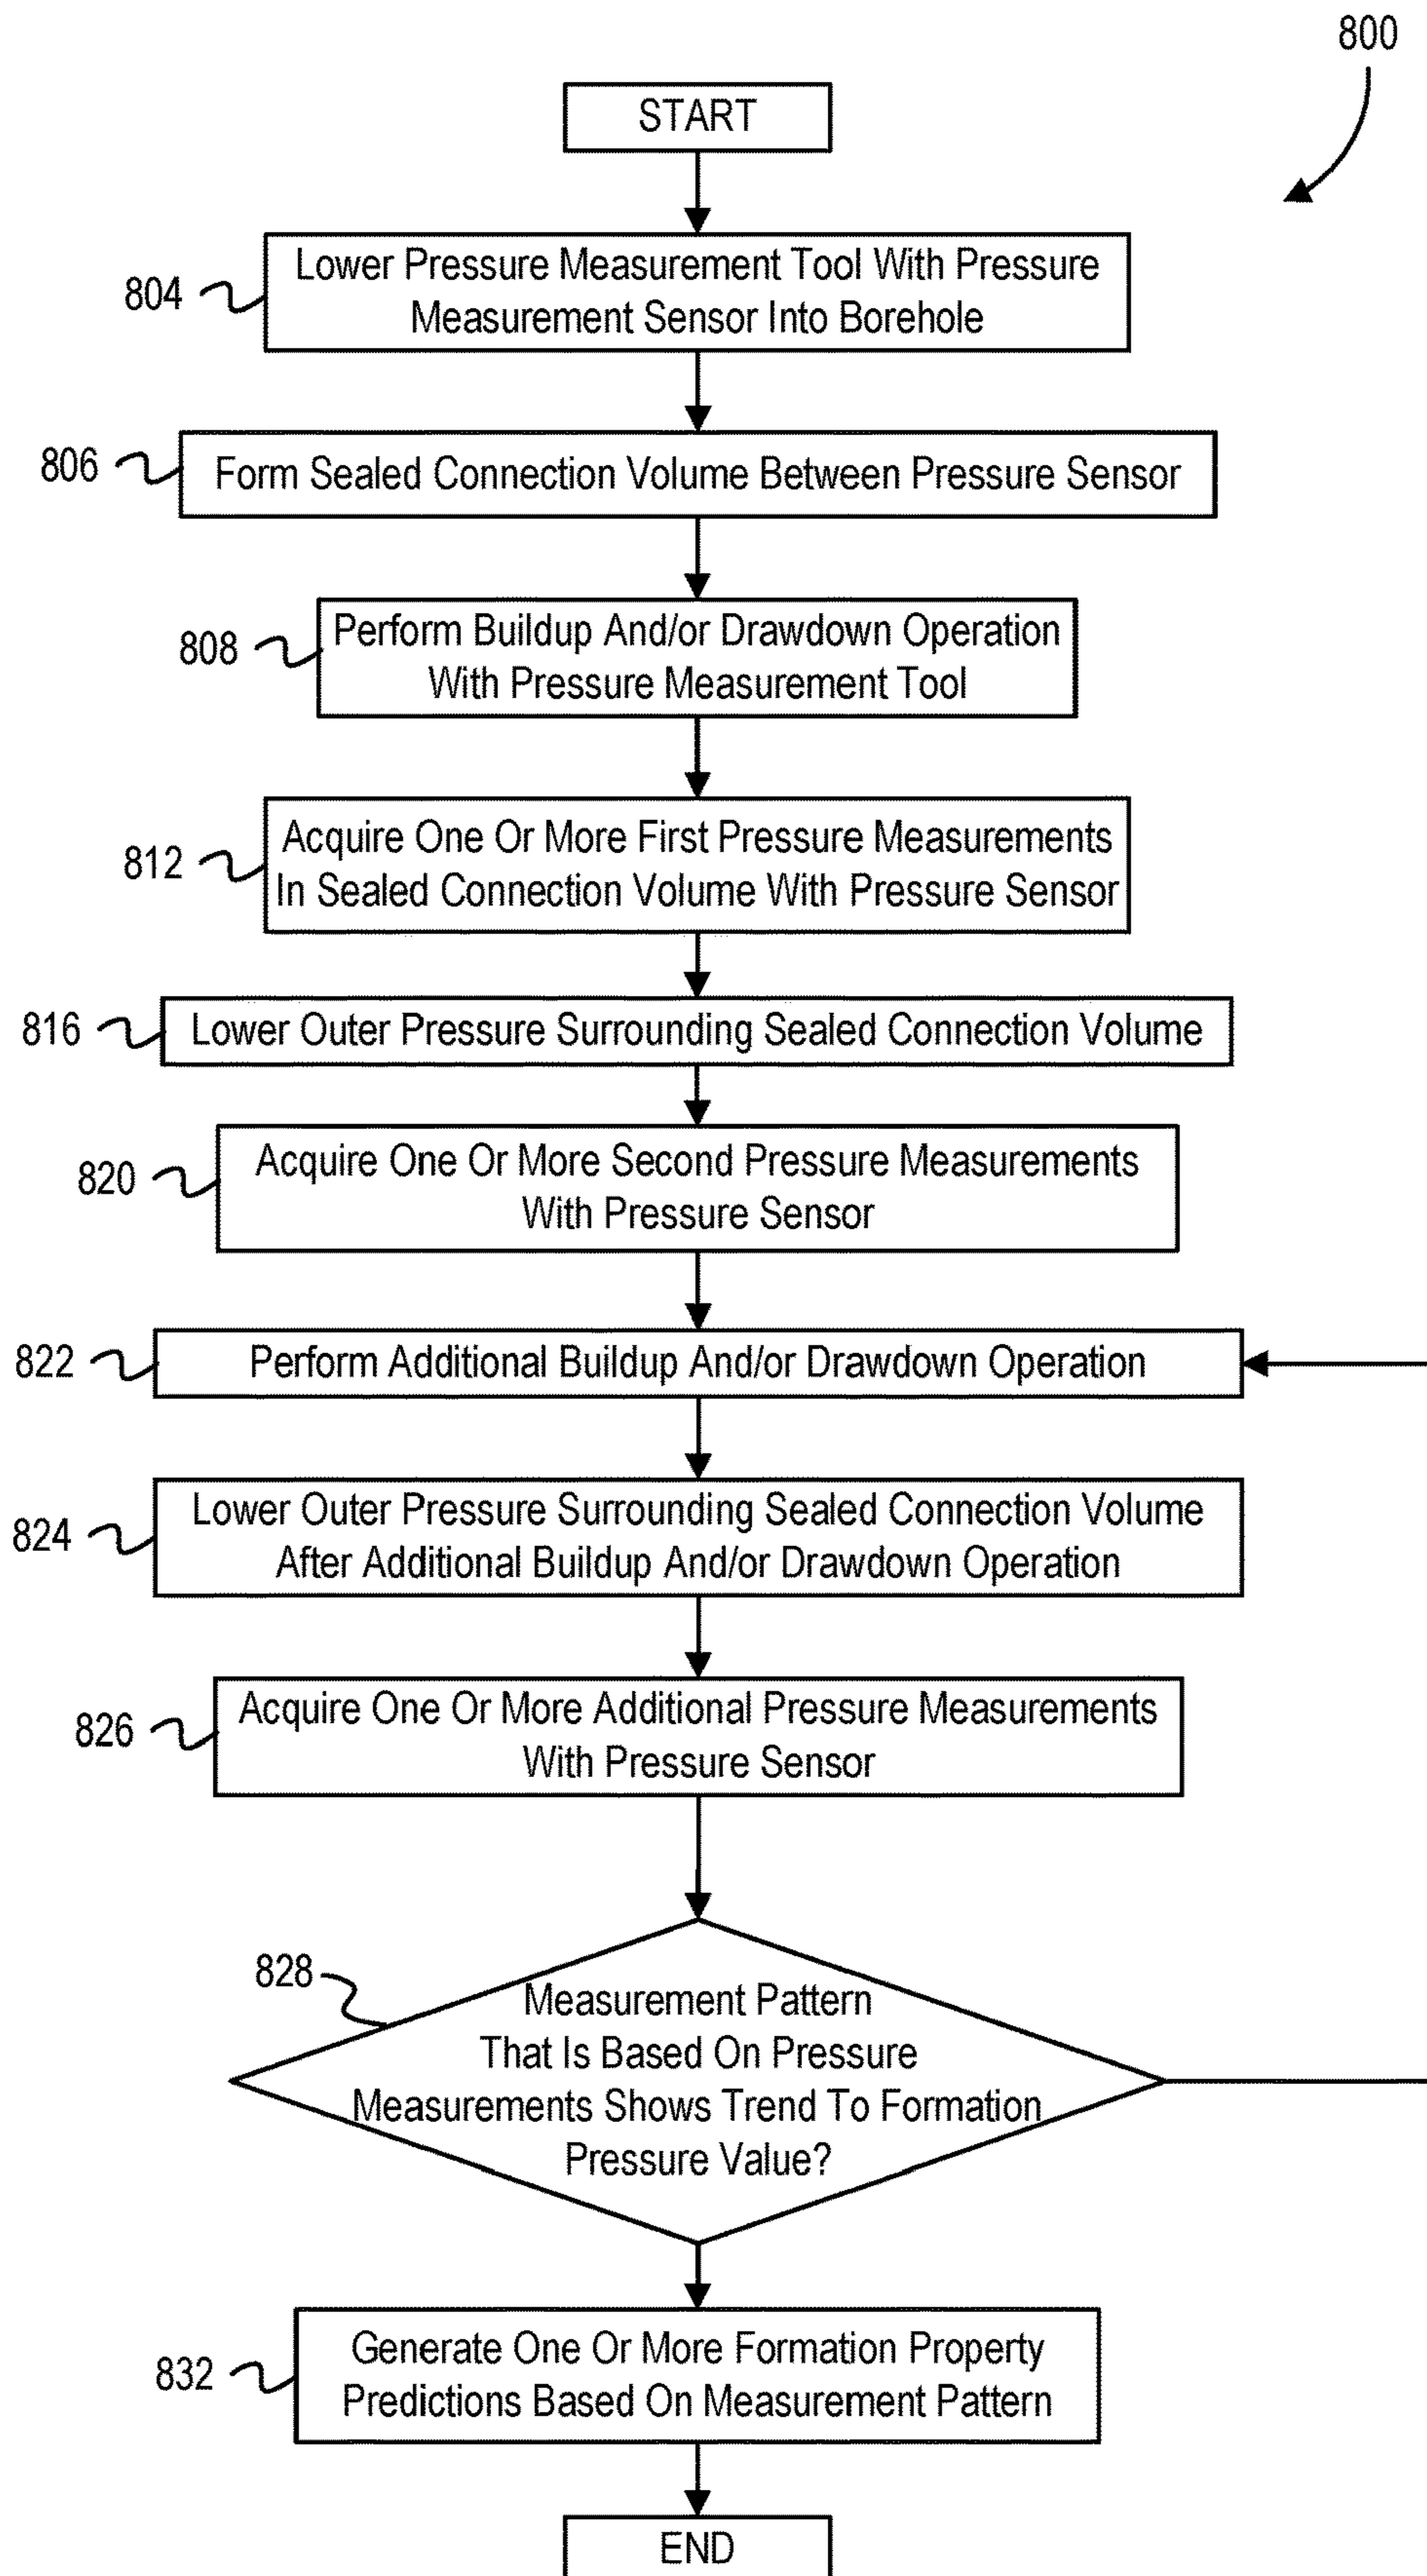 800
START
804
Lower Pressure Measurement Tool With Pressure
Measurement Sensor Into Borehole
806
Form Sealed Connection Volume Between Pressure Sensor
808
Perform Buildup And/or Drawdown Operation
With Pressure Measurement Tool
812
Acquire One Or More First Pressure Measurements
In Sealed Connection Volume With Pressure Sensor
816
Lower Outer Pressure Surrounding Sealed Connection Volume
820
Acquire One Or More Second Pressure Measurements
With Pressure Sensor
822
Perform Additional Buildup And/or Drawdown Operation
824
Lower Outer Pressure Surrounding Sealed Connection Volume
After Additional Buildup And/or Drawdown Operation
826
Acquire One Or More Additional Pressure Measurements
With Pressure Sensor
828
Measurement Pattern
That Is Based On Pressure
Measurements Shows Trend To Formation
Pressure Value?
832
Generate One Or More Formation Property
Predictions Based On Measurement Pattern
END